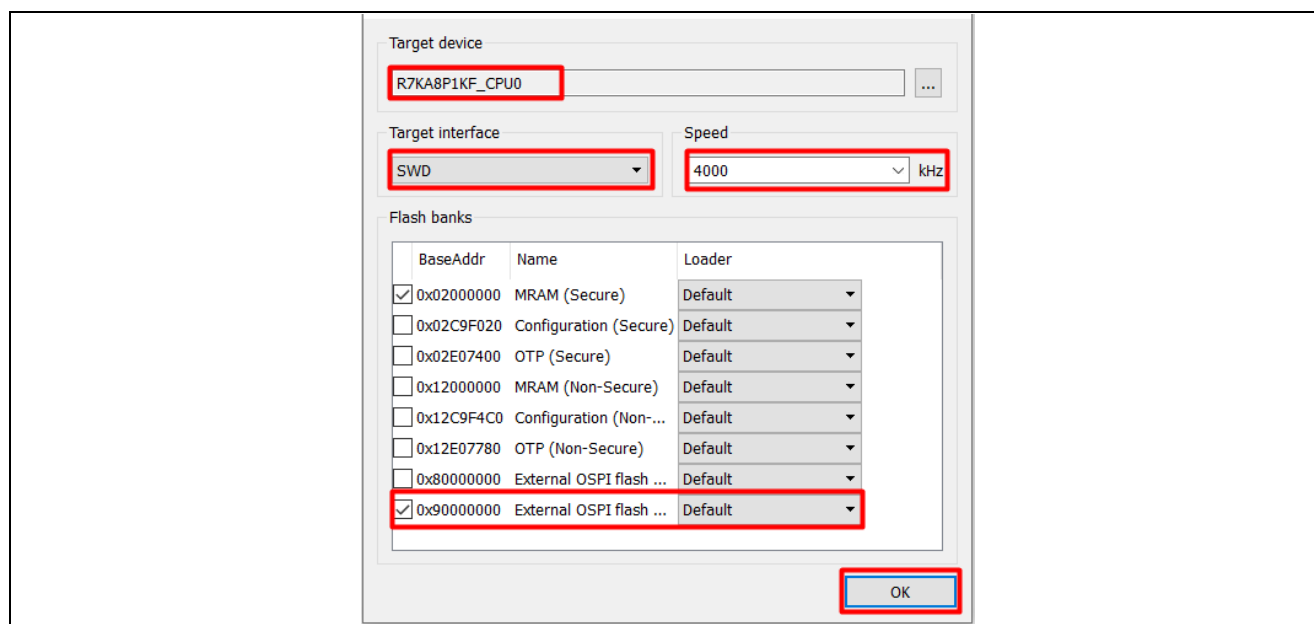 Target device
R7KA8P1KF_CPU0 ...
Target interface Speed
SWD 4000 kHz
Flash banks
BaseAddr Name Loader
0x02000000 MRAM (Secure) Default
0x02C9F020 Configuration (Secure) Default
0x02E07400 OTP (Secure) Default
0x12000000 MRAM (Non-Secure) Default
0x12C9F4C0 Configuration (Non-... Default
0x12E07780 OTP (Non-Secure) Default
0x80000000 External OSPI flash ... Default
0x90000000 External OSPI flash ... Default
OK